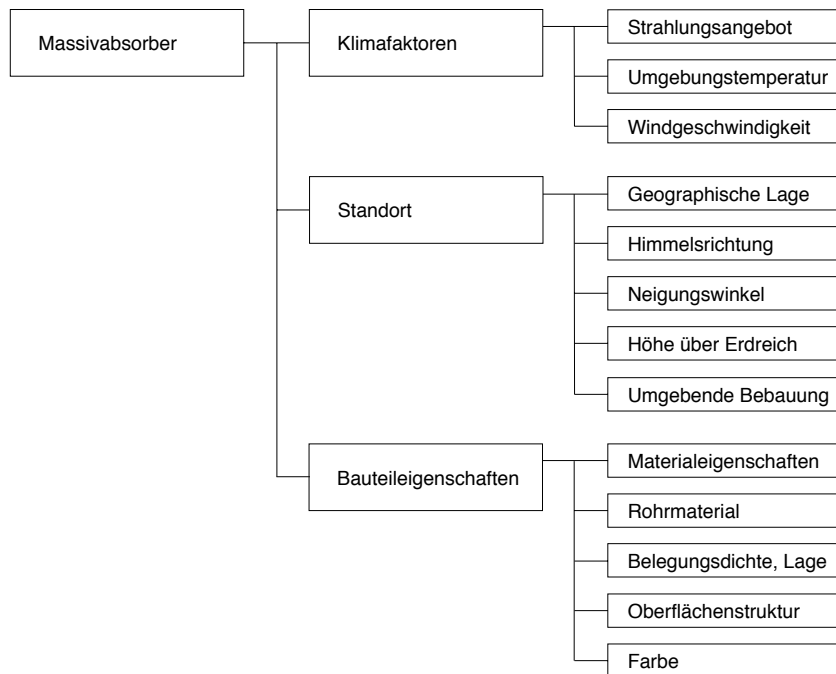 Massivabsorber
Klimafaktoren
Strahlungsangebot
Umgebungstemperatur
Windgeschwindigkeit
Standort
Geographische Lage
Himmelsrichtung
Neigungswinkel
Höhe über Erdreich
Umgebende Bebauung
Bauteileigenschaften
Materialeigenschaften
Rohrmaterial
Belegungsdichte, Lage
Oberflächenstruktur
Farbe